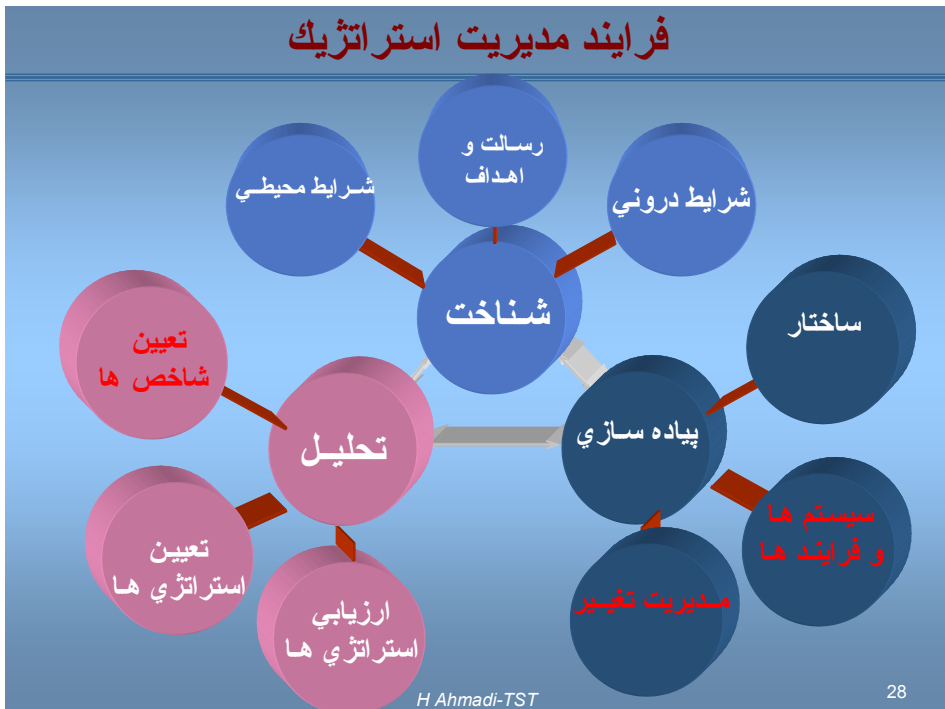 فرايند مديريت استراتژيك
رسالت و
اهداف
شرايط محيطي
شرايط دروني
شناخت
ساختار
تعيين
شاخص ها
پياده سازي
تحليل
سيستم ها
و فرايند ها
تعيين
استراتژي ها
مديريت تغيير
ارزيابي
استراتژي ها
H Ahmadi-TST
28